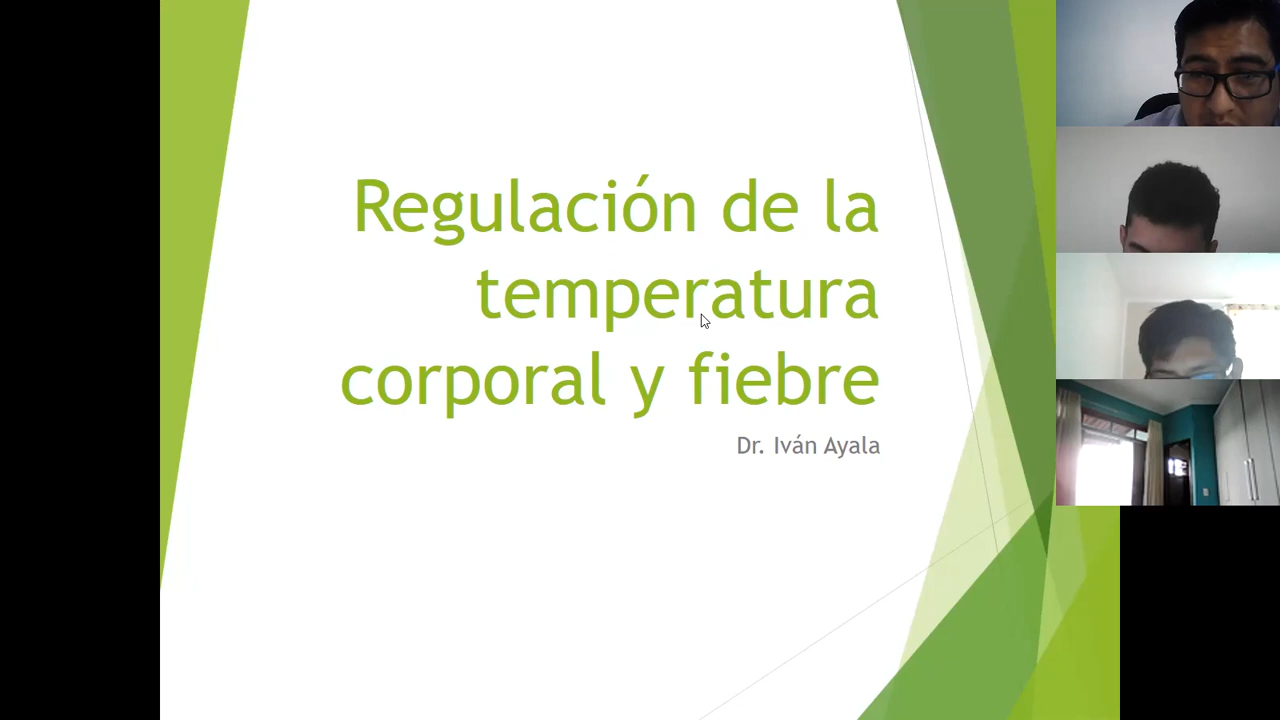 Regulación de la
temperatura
corporal y fiebre
Dr. Iván Ayala